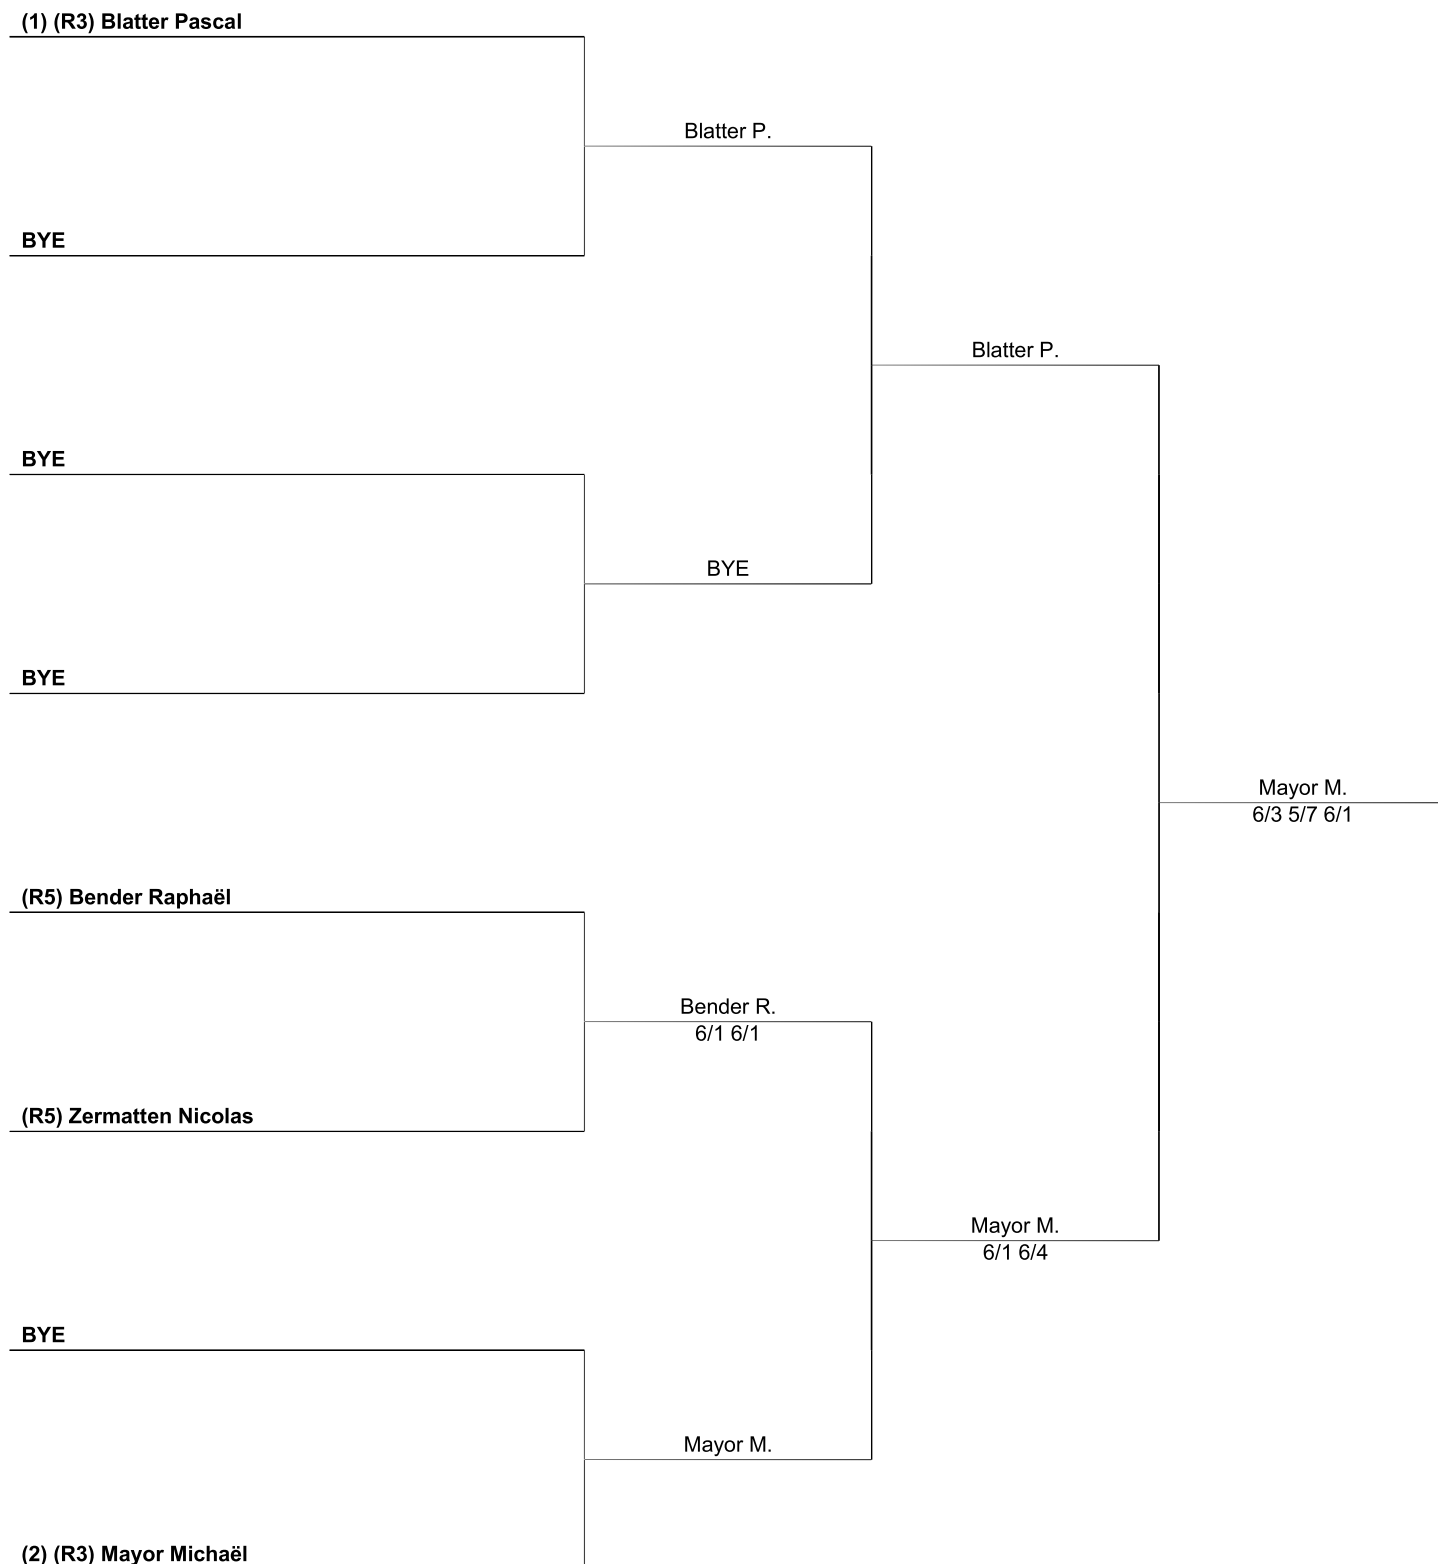 (1) (R3) Blatter Pascal
Blatter P.
BYE
Blatter P.
BYE
BYE
BYE
Mayor M.
6/3 5/7 6/1
(R5) Bender Raphaël
Bender R.
6/1 6/1
(R5) Zermatten Nicolas
Mayor M.
6/1 6/4
BYE
Mayor M.
(2) (R3) Mayor Michaël